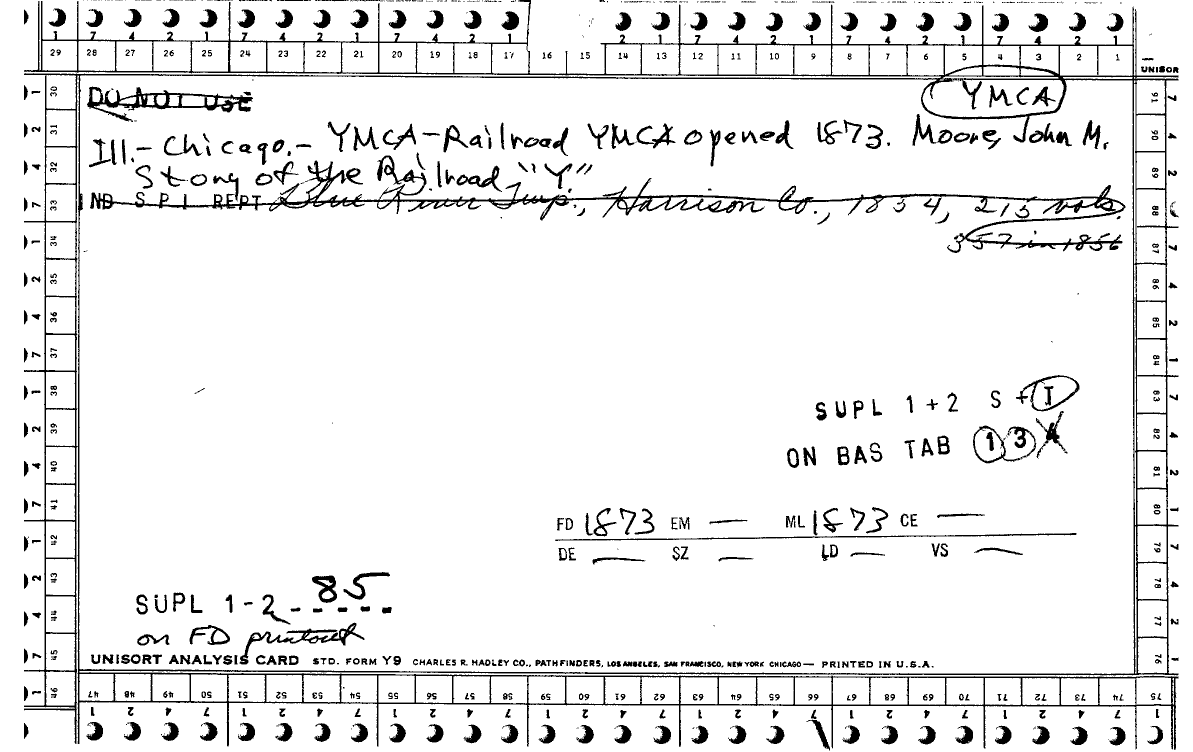 1 7 4 2 1 7 4 2 1 7 4 2 1 2 1 7 4 2 1 7 4 2 1 7 4 2 1
29 28 27 26 25 24 23 22 21 20 19 18 17 16 15 14 13 12 11 10 9 8 7 6 5 4 3 2 1
UNISOR
DO NOT USE
YMCA
Ill.- Chicago.- YMCA-Railroad YMCA opened 1873. Moore, John M.
Story of the Railroad "Y."
IND S P I REPT Blue River Twp., Harrison Co., 1854, 215 vols.
357 in 1856
SUPL 1+2 S + I
ON BAS TAB 1 3 4
FD 1873 EM — ML 1873 CE —
DE — SZ — LD — VS —
SUPL 1-2 85
on FD printout
UNISORT ANALYSIS CARD STD. FORM Y9 CHARLES R. HADLEY CO., PATHFINDERS, LOS ANGELES, SAN FRANCISCO, NEW YORK CHICAGO — PRINTED IN U.S.A.
30 31 32 33 34 35 36 37 38 39 40 41 42 43 44 45 46
91 90 89 88 87 86 85 84 83 82 81 80 79 78 77 76 75
47 48 49 50 51 52 53 54 55 56 57 58 59 60 61 62 63 64 65 66 67 68 69 70 71 72 73 74
1 2 4 7 1 2 4 7 1 2 4 7 1 2 4 7 1 2 4 7 1 2 4 7 1 2 4 7